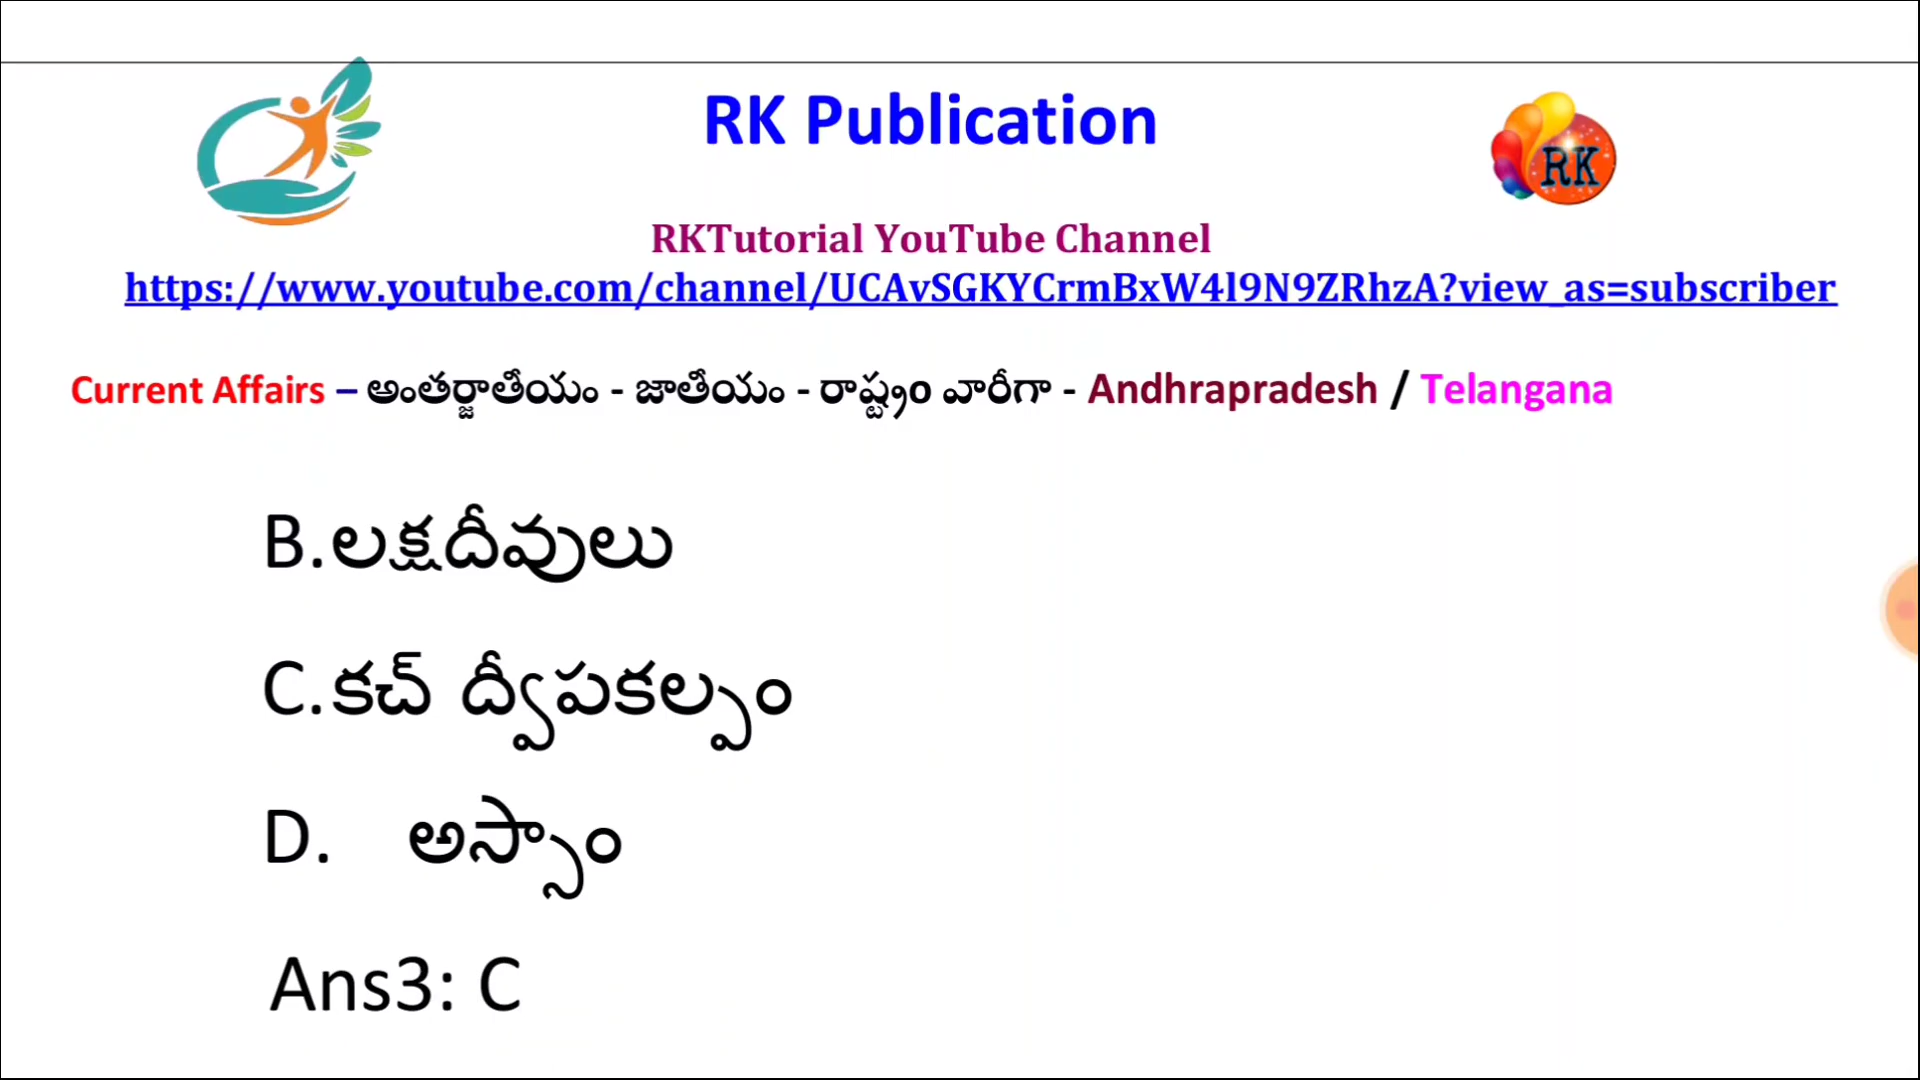 RK Publication
RK
RKTutorial YouTube Channel
https://www.youtube.com/channel/UCAvSGKYCrmBxW4l9N9ZRhzA?view_as=subscriber
Current Affairs – అంతర్జాతీయం - జాతీయం - రాష్ట్రం వారీగా - Andhrapradesh / Telangana
B.లక్షదీవులు
C.కచ్ ద్వీపకల్పం
D. అస్సాం
Ans3: C